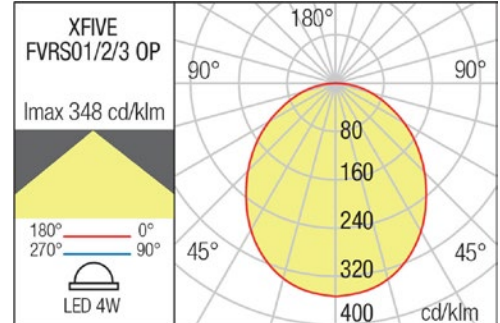 XFIVE
FVRS01/2/3 OP
Imax 348 cd/klm
180° 0°
270° 90°
LED 4W
180°
90° 90°
80
160
240
45° 45°
320
400 cd/klm